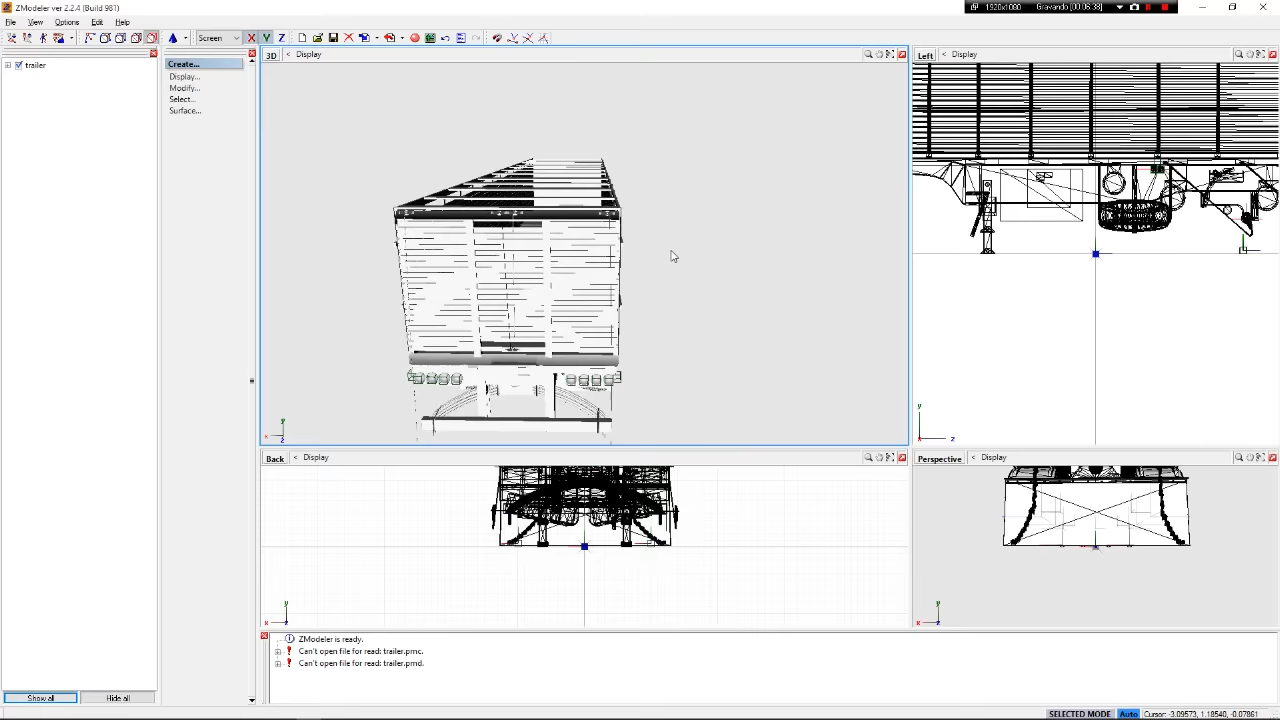 ZModeler ver 2.2.4 (Build 981)
1920x1080
Gravando [00:06:38]
File View Options Edit Help
Screen
X Y Z
trailer
Create...
Display...
Modify...
Select...
Surface...
3D < Display
Left < Display
y
z
x
y
x z
Back < Display
Perspective < Display
y
x z
y
x z
ZModeler is ready.
Can't open file for read: trailer.pmc.
Can't open file for read: trailer.pmd.
Show all
Hide all
SELECTED MODE Auto Cursor: -3.09573, 1.18540, -0.07861